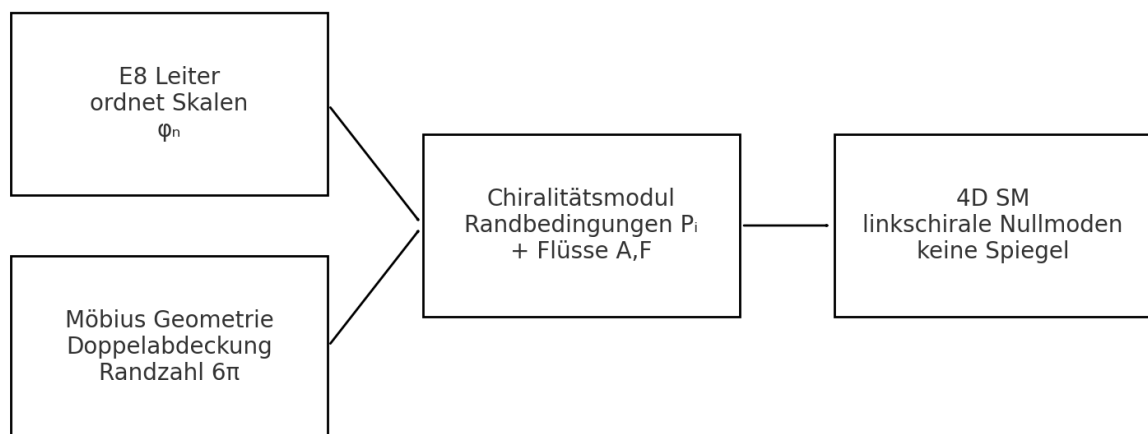 E8 Leiter
ordnet Skalen
φₙ
Möbius Geometrie
Doppelabdeckung
Randzahl 6π
Chiralitätsmodul
Randbedingungen Pᵢ
+ Flüsse A,F
4D SM
linkschirale Nullmoden
keine Spiegel